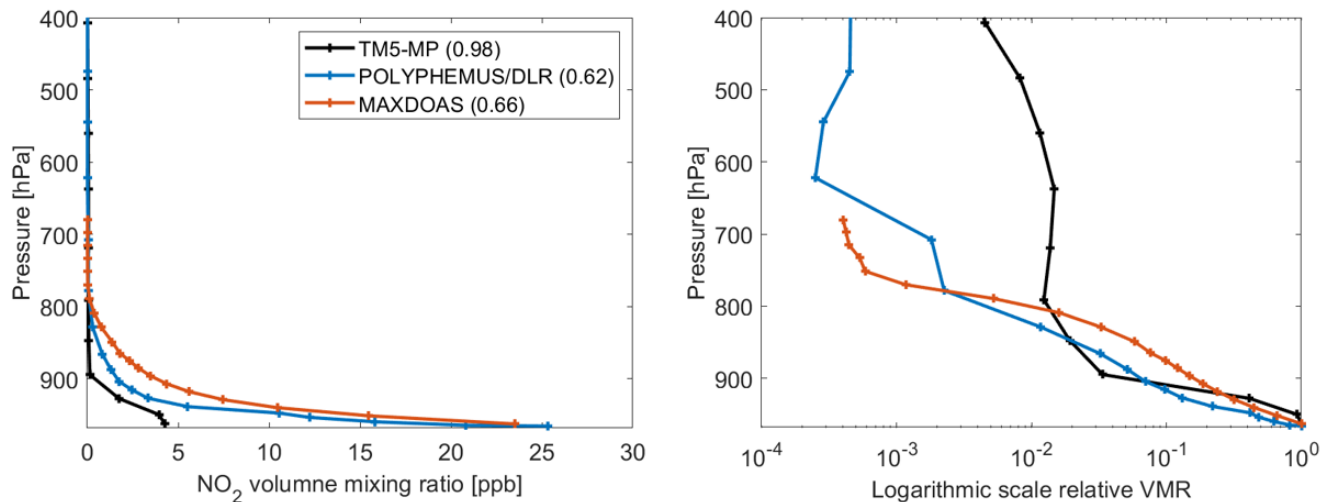 400
500
600
700
800
900
Pressure [hPa]
0 5 10 15 20 25 30
NO2 volumne mixing ratio [ppb]
TM5-MP (0.98)
POLYPHEMUS/DLR (0.62)
MAXDOAS (0.66)
400
500
600
700
800
900
Pressure [hPa]
10-4 10-3 10-2 10-1 100
Logarithmic scale relative VMR